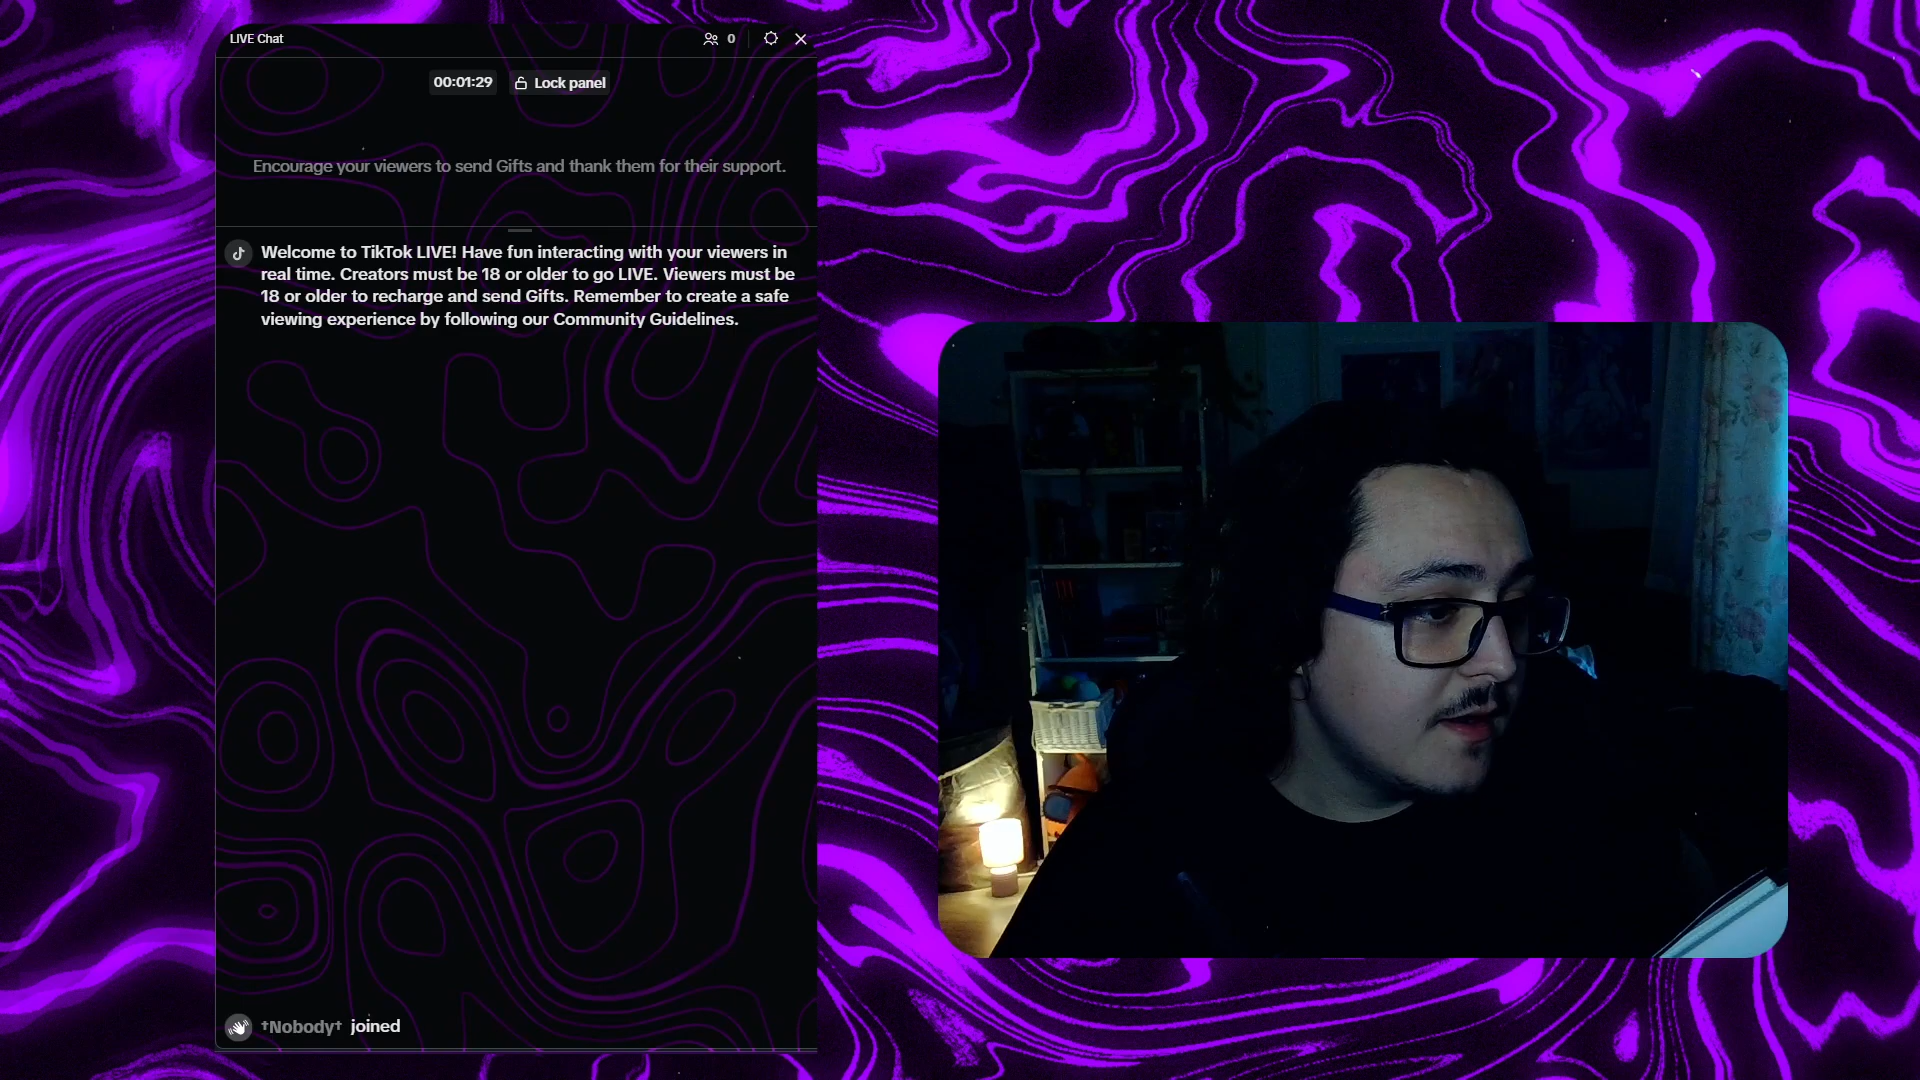 LIVE Chat
0
00:01:29
Lock panel
Encourage your viewers to send Gifts and thank them for their support.
Welcome to TikTok LIVE! Have fun interacting with your viewers in
real time. Creators must be 18 or older to go LIVE. Viewers must be
18 or older to recharge and send Gifts. Remember to create a safe
viewing experience by following our Community Guidelines.
†Nobody† joined